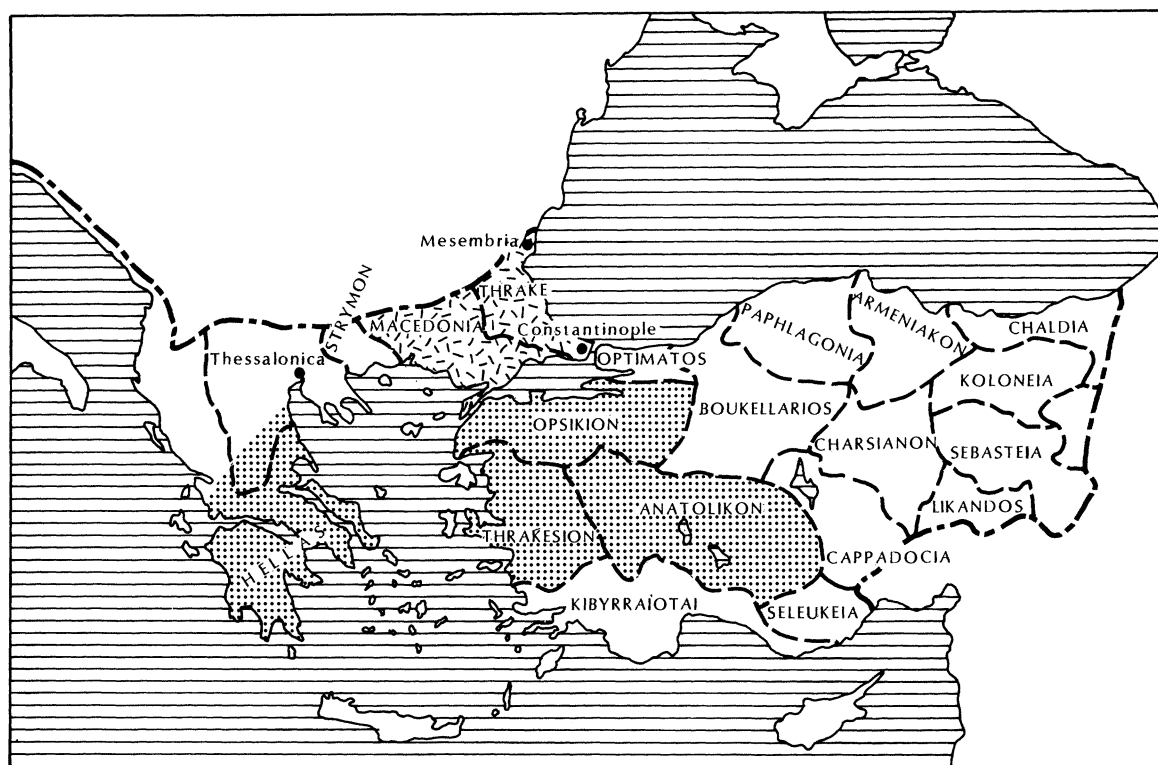 Mesembria
STRYMON
THRAKE
MACEDONIA
Constantinople
Thessalonica
OPTIMATOS
PAPHLAGONIA
ARMENIAKON
CHALDIA
KOLONEIA
OPSIKION
BOUKELLARIOS
CHARSIANON
SEBASTEIA
LIKANDOS
ANATOLIKON
THRAKESION
HELLAS
CAPPADOCIA
KIBYRRAIOTAI
SELEUKEIA